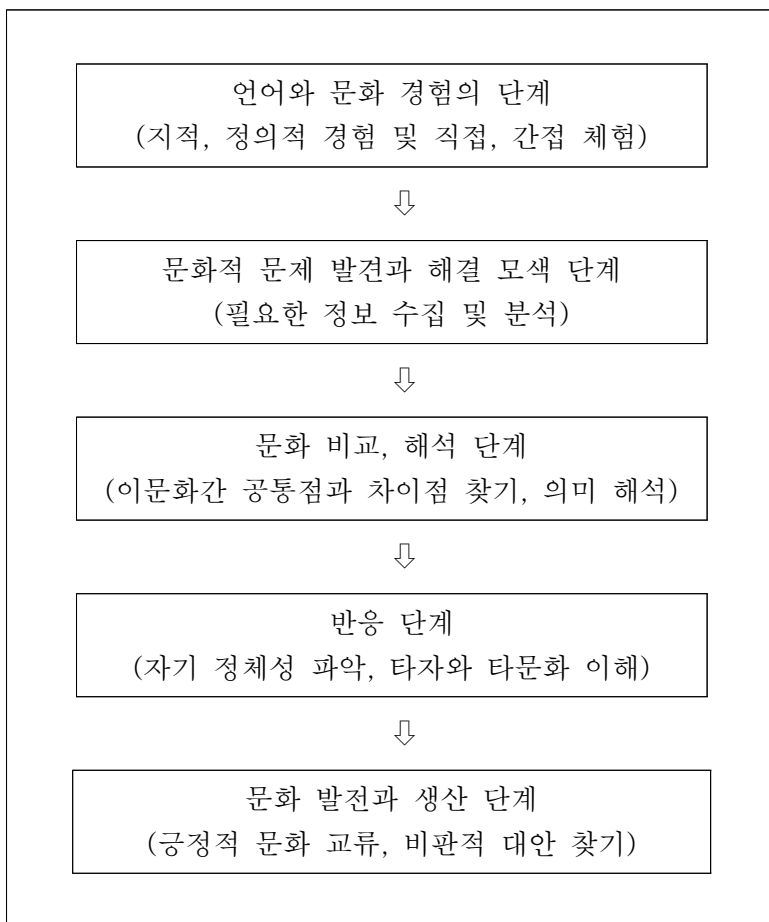 언어와 문화 경험의 단계
(지적, 정의적 경험 및 직접, 간접 체험)
⇩
문화적 문제 발견과 해결 모색 단계
(필요한 정보 수집 및 분석)
⇩
문화 비교, 해석 단계
(이문화간 공통점과 차이점 찾기, 의미 해석)
⇩
반응 단계
(자기 정체성 파악, 타자와 타문화 이해)
⇩
문화 발전과 생산 단계
(긍정적 문화 교류, 비판적 대안 찾기)